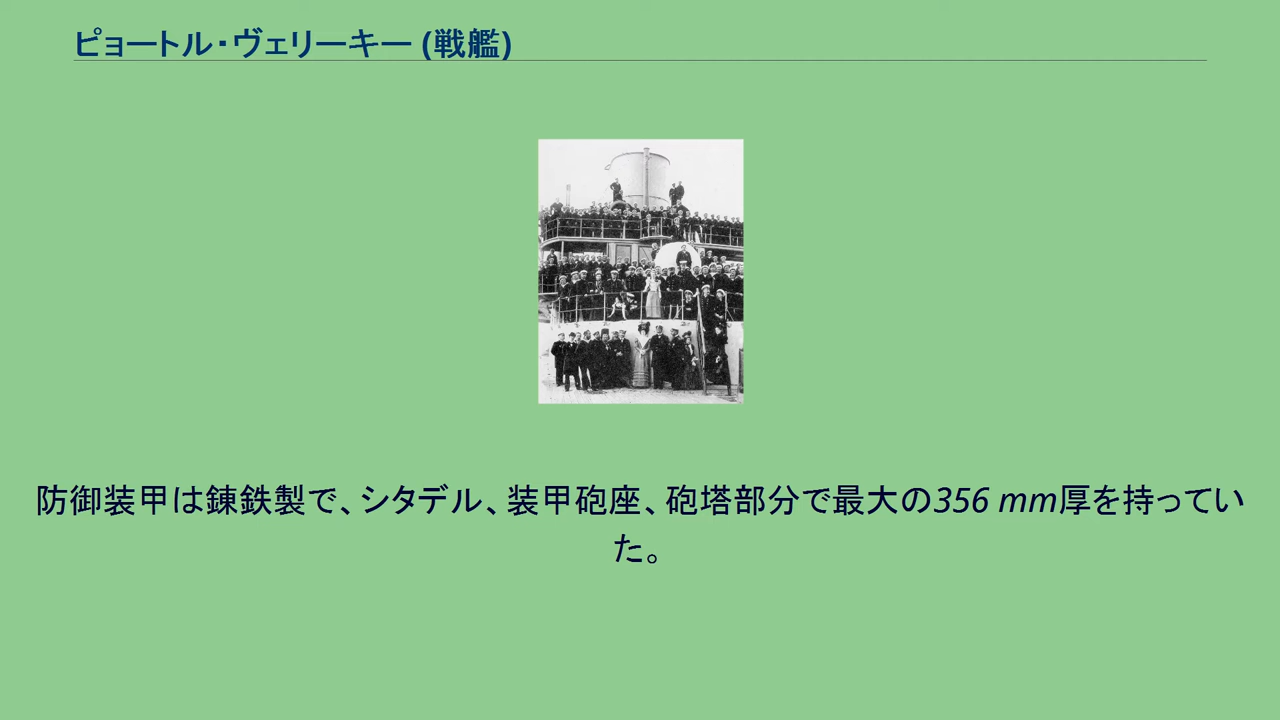 ピョートル・ヴェリーキー (戦艦)
防御装甲は錬鉄製で、シタデル、装甲砲座、砲塔部分で最大の356 mm厚を持ってい
た。